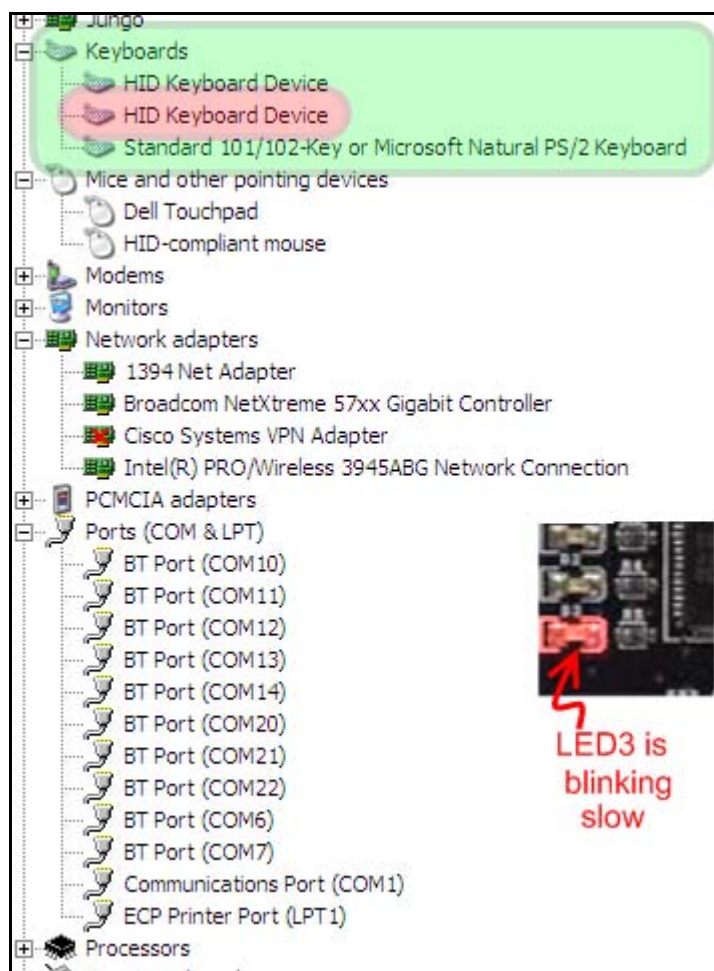 Jungo
Keyboards
HID Keyboard Device
HID Keyboard Device
Standard 101/102-Key or Microsoft Natural PS/2 Keyboard
Mice and other pointing devices
Dell Touchpad
HID-compliant mouse
Modems
Monitors
Network adapters
1394 Net Adapter
Broadcom NetXtreme 57xx Gigabit Controller
Cisco Systems VPN Adapter
Intel(R) PRO/Wireless 3945ABG Network Connection
PCMCIA adapters
Ports (COM & LPT)
BT Port (COM10)
BT Port (COM11)
BT Port (COM12)
BT Port (COM13)
BT Port (COM14)
BT Port (COM20)
BT Port (COM21)
BT Port (COM22)
BT Port (COM6)
BT Port (COM7)
Communications Port (COM1)
ECP Printer Port (LPT1)
Processors
LED3 is
blinking
slow